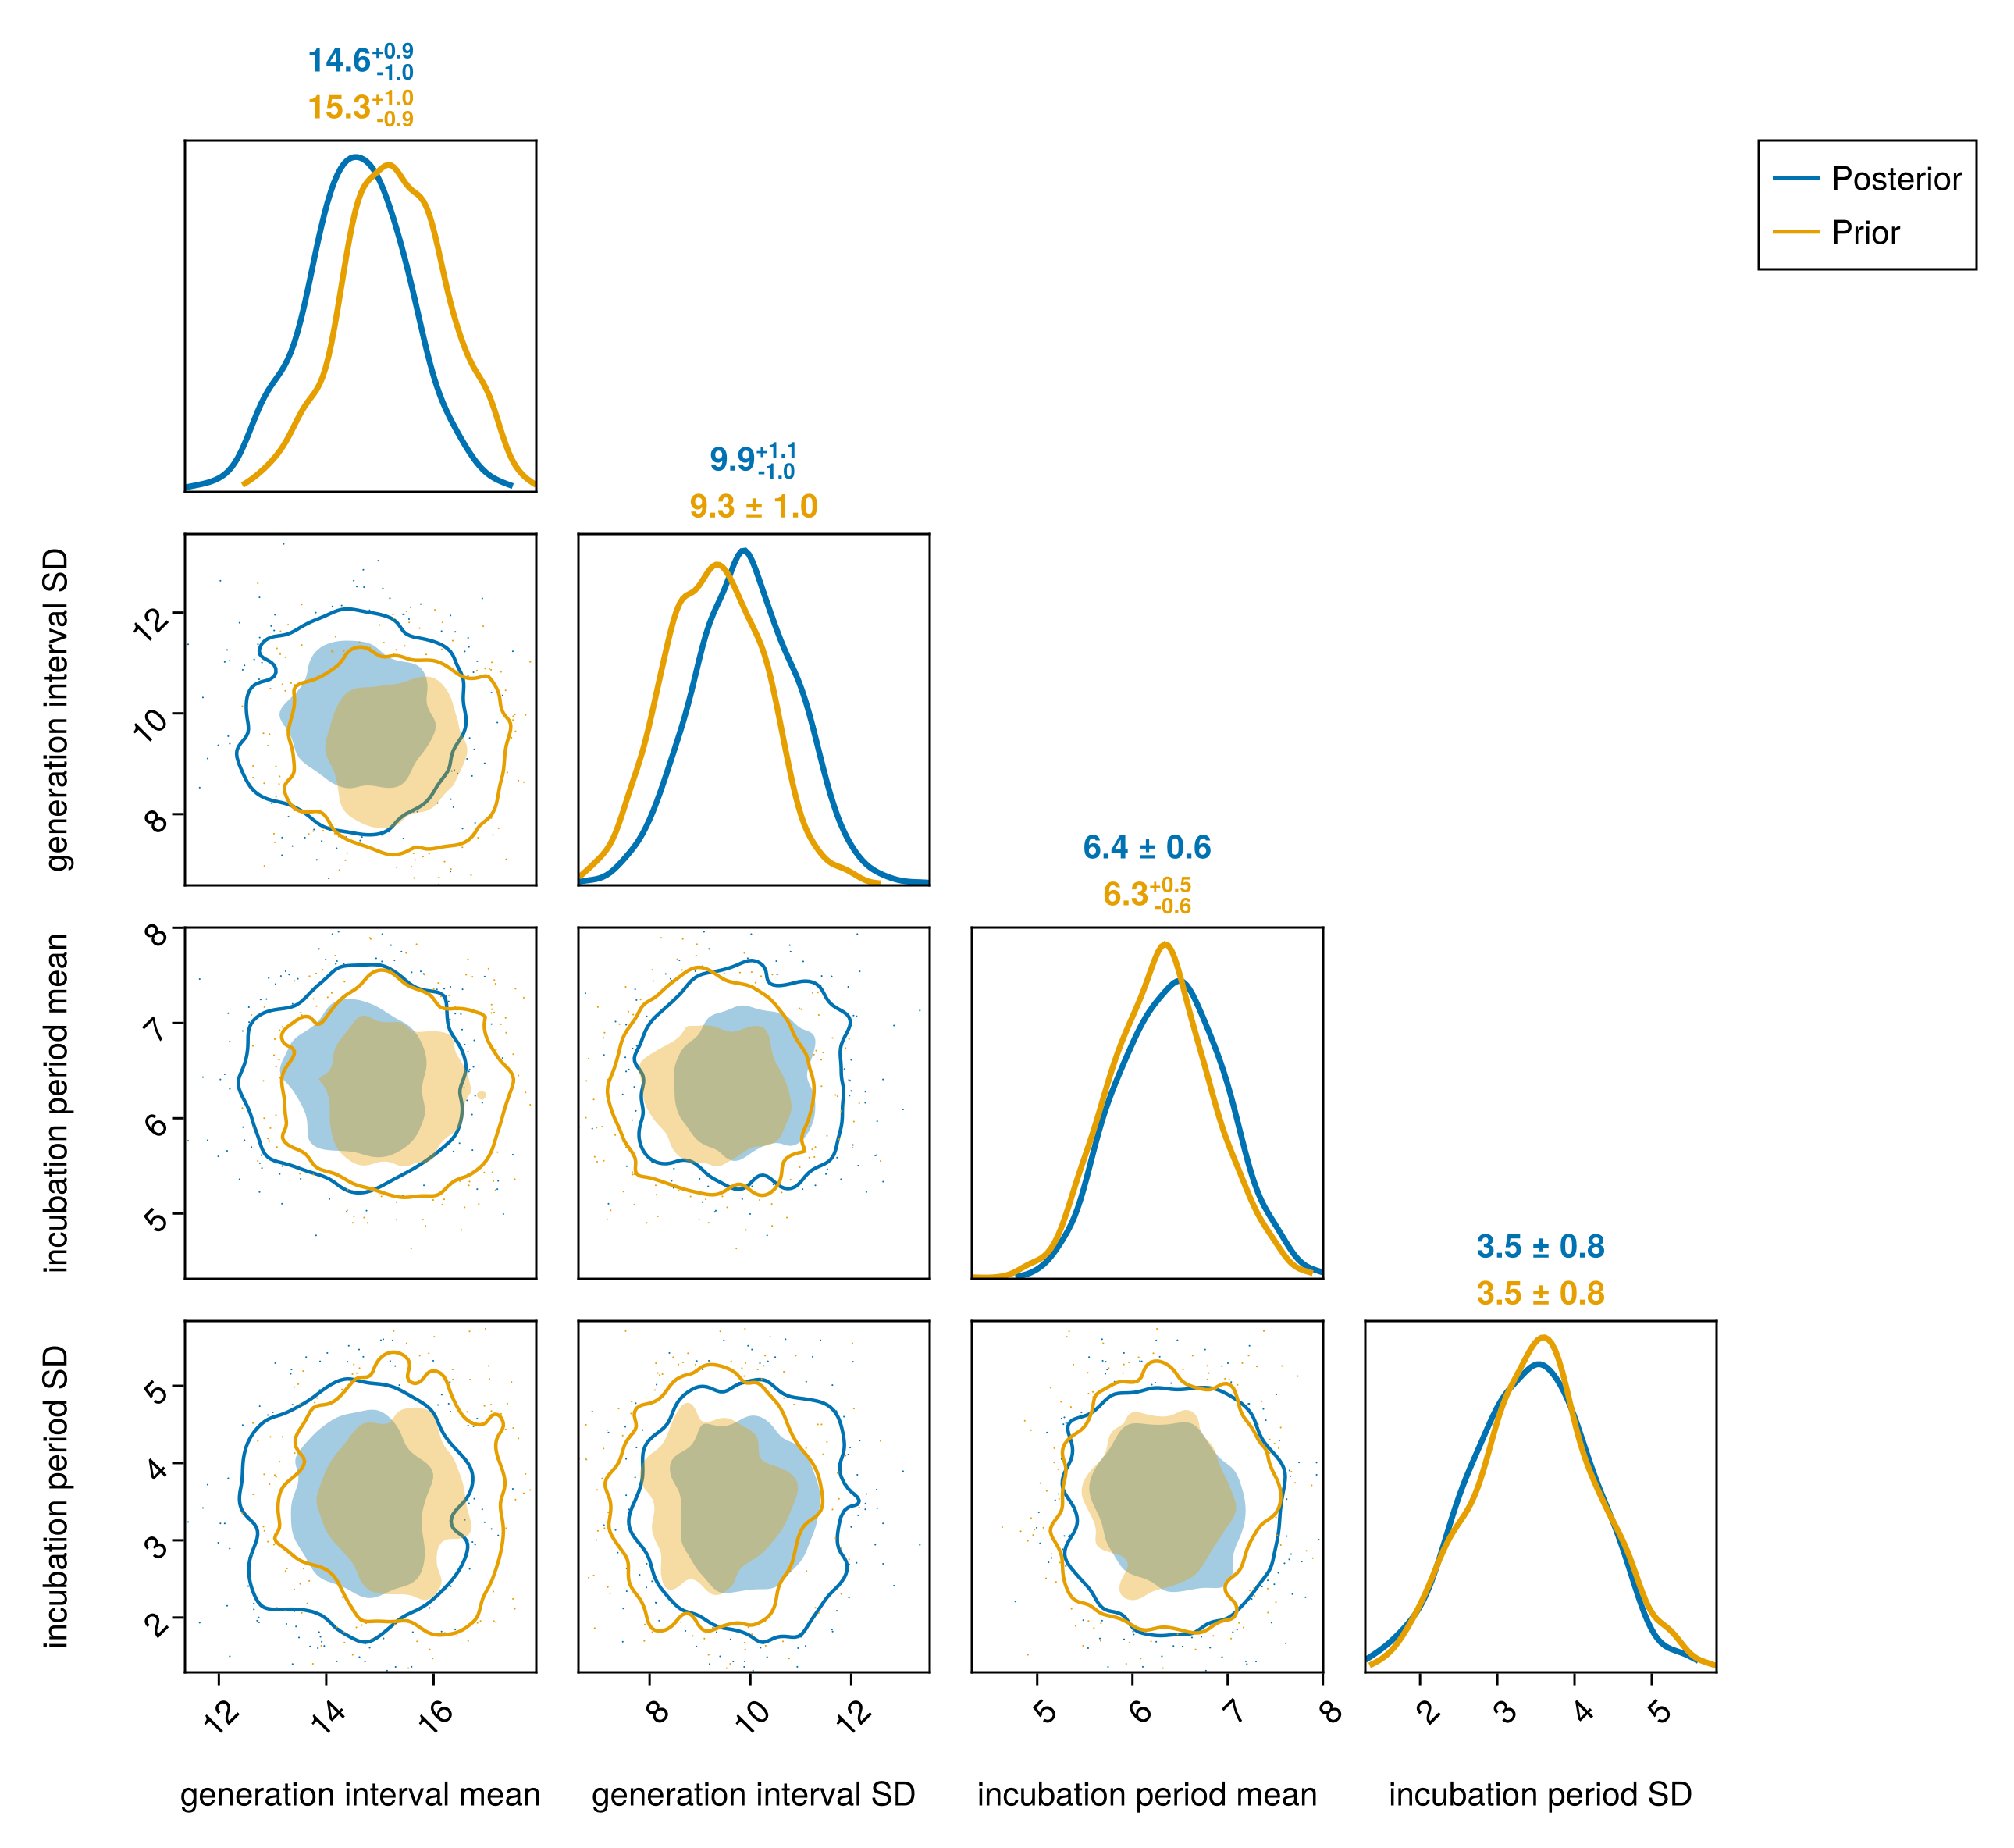 14.6+0.9-1.0
15.3+1.0-0.9
Posterior
Prior
9.9+1.1-1.0
9.3 ± 1.0
generation interval SD
12
10
8
6.4 ± 0.6
6.3+0.5-0.6
incubation period mean
8
7
6
5
3.5 ± 0.8
3.5 ± 0.8
incubation period SD
5
4
3
2
12 14 16 8 10 12 5 6 7 8 2 3 4 5
generation interval mean generation interval SD incubation period mean incubation period SD